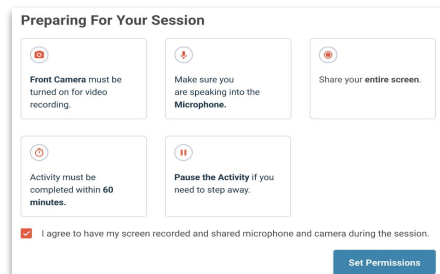 Preparing For Your Session
Front Camera must be
turned on for video
recording.
Make sure you
are speaking into the
Microphone.
Share your entire screen.
Activity must be
completed within 60
minutes.
Pause the Activity if you
need to step away.
I agree to have my screen recorded and shared microphone and camera during the session.
Set Permissions